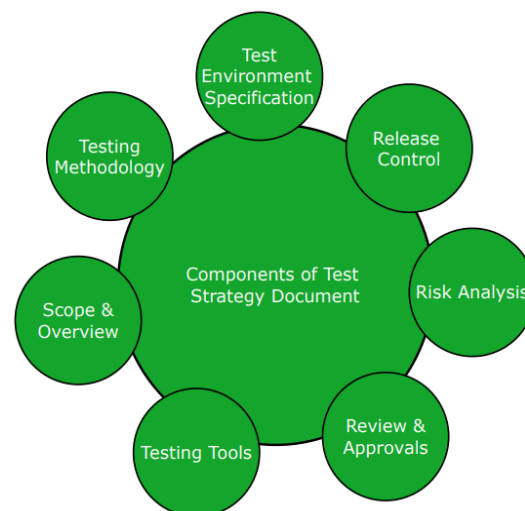 Test
Environment
Specification
Release
Control
Testing
Methodology
Components of Test
Strategy Document
Risk Analysis
Scope &
Overview
Review &
Approvals
Testing Tools